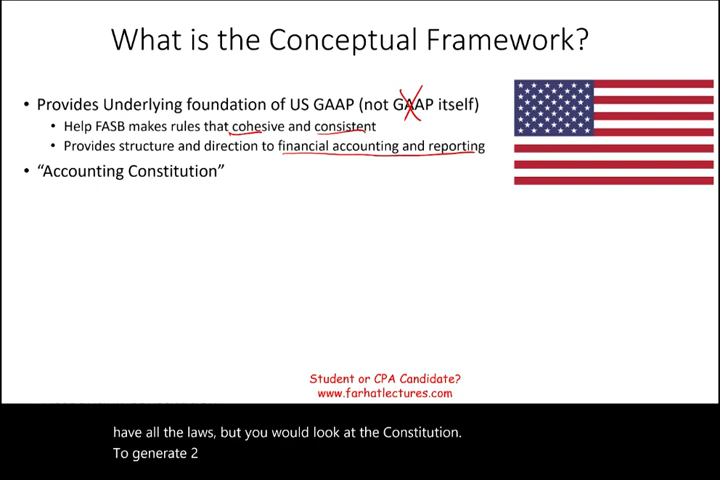 What is the Conceptual Framework?
• Provides Underlying foundation of US GAAP (not GAAP itself)
• Help FASB makes rules that cohesive and consistent
• Provides structure and direction to financial accounting and reporting
• “Accounting Constitution”
Student or CPA Candidate?
www.farhatlectures.com
have all the laws, but you would look at the Constitution.
To generate 2